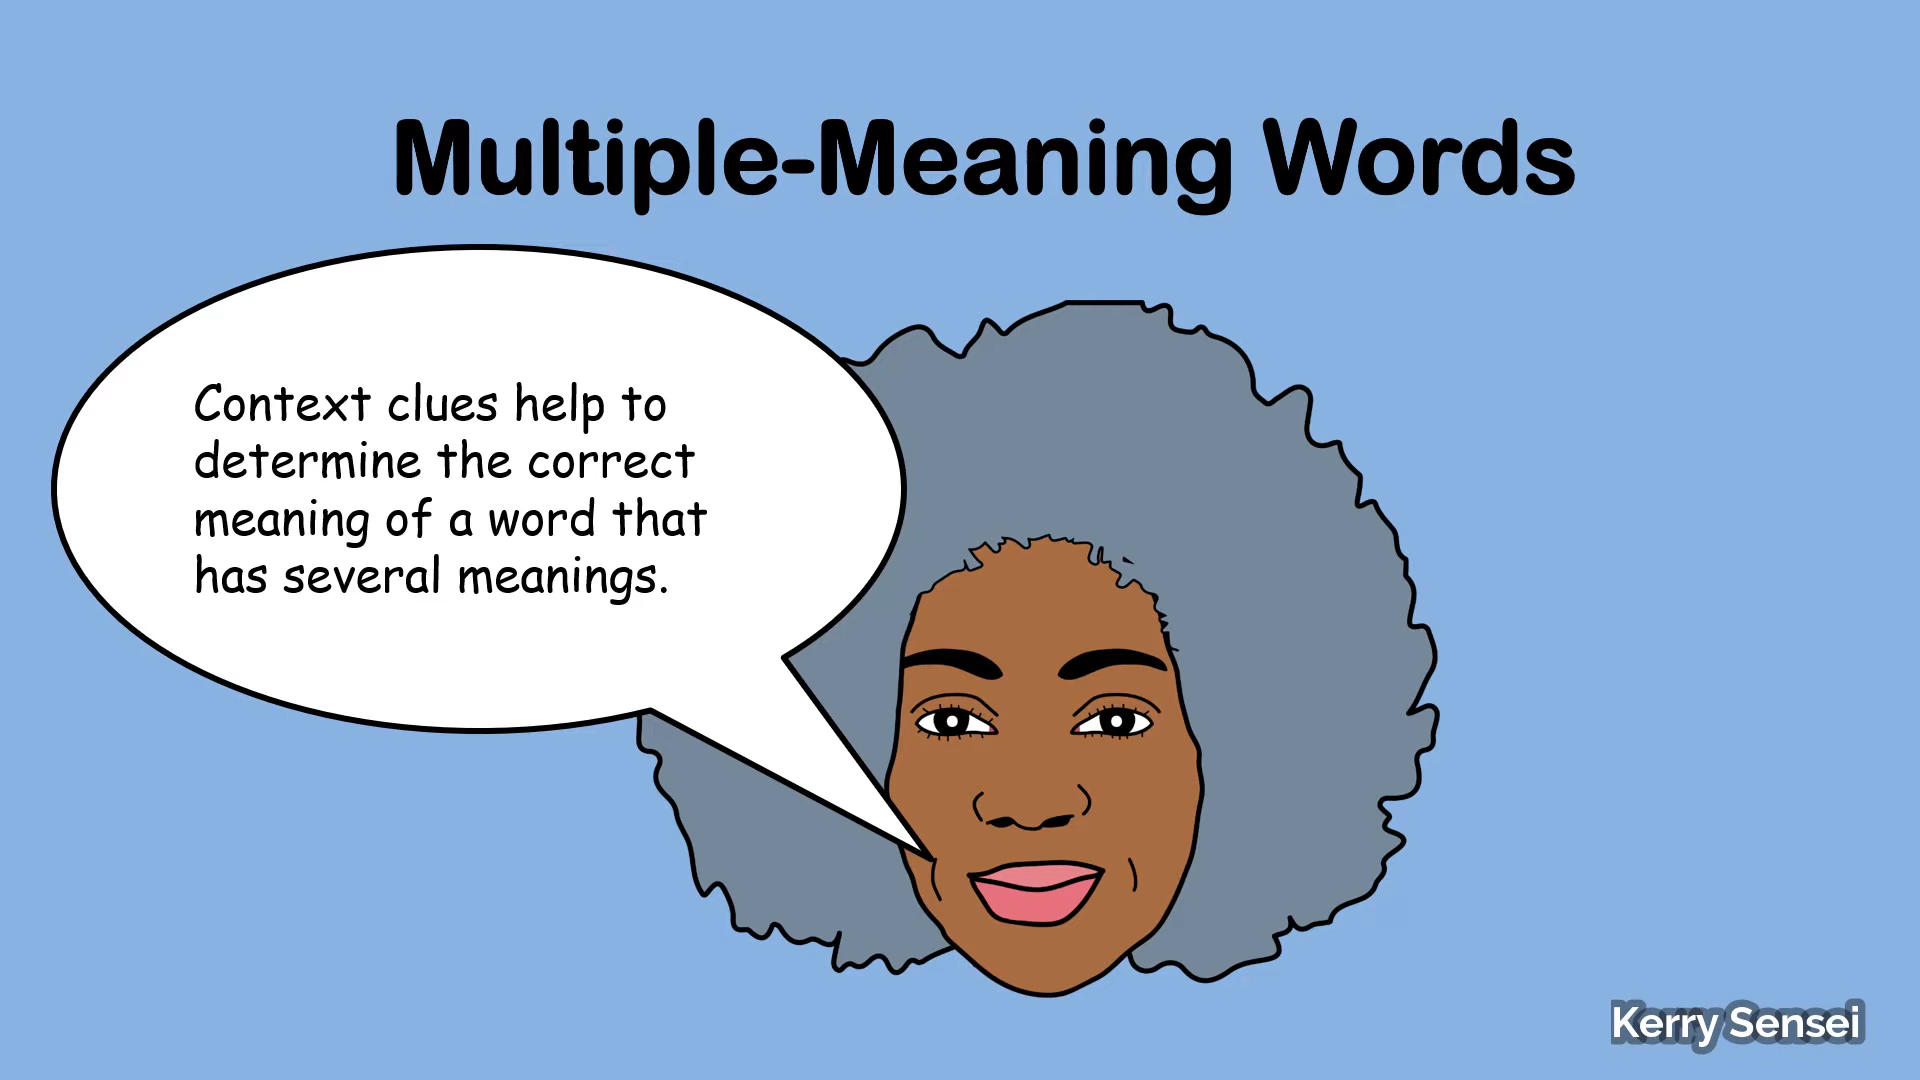 Multiple-Meaning Words
Context clues help to
determine the correct
meaning of a word that
has several meanings.
Kerry Sensei